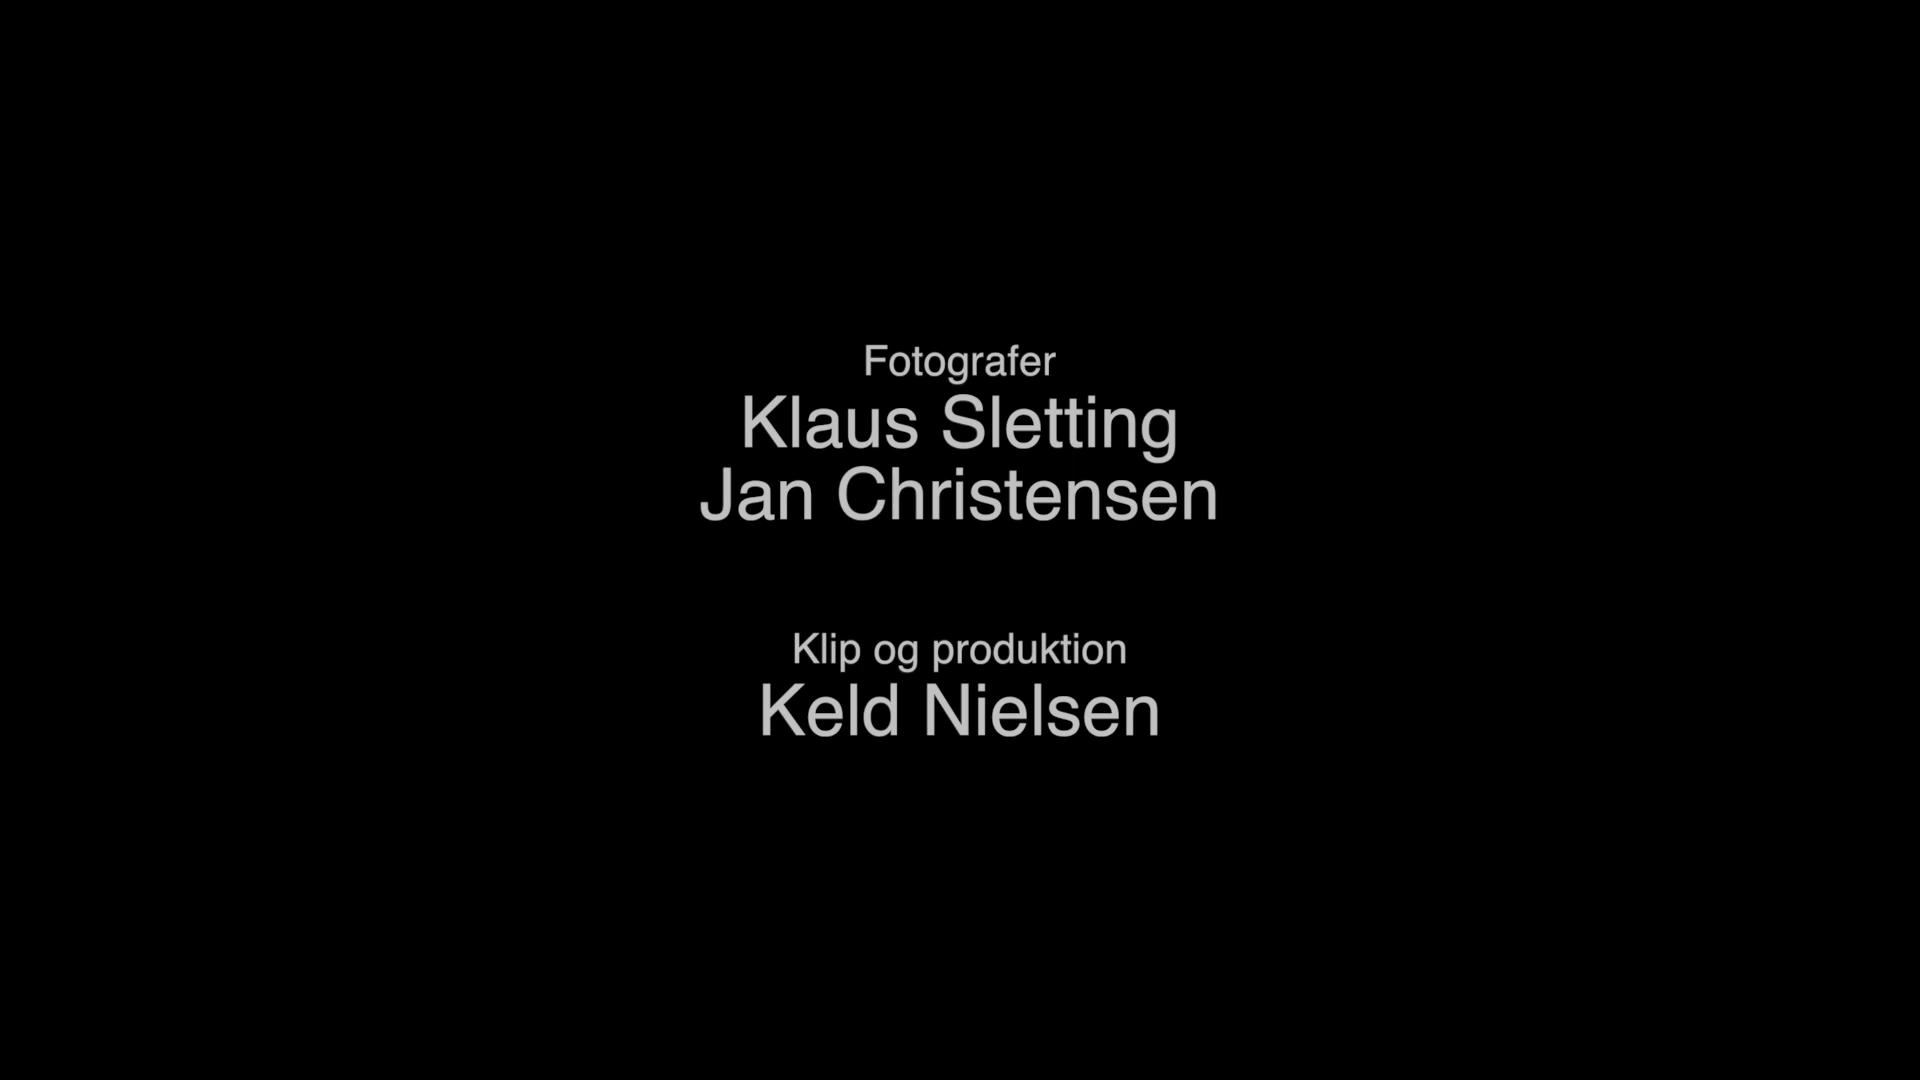 Fotografer
Klaus Sletting
Jan Christensen
Klip og produktion
Keld Nielsen